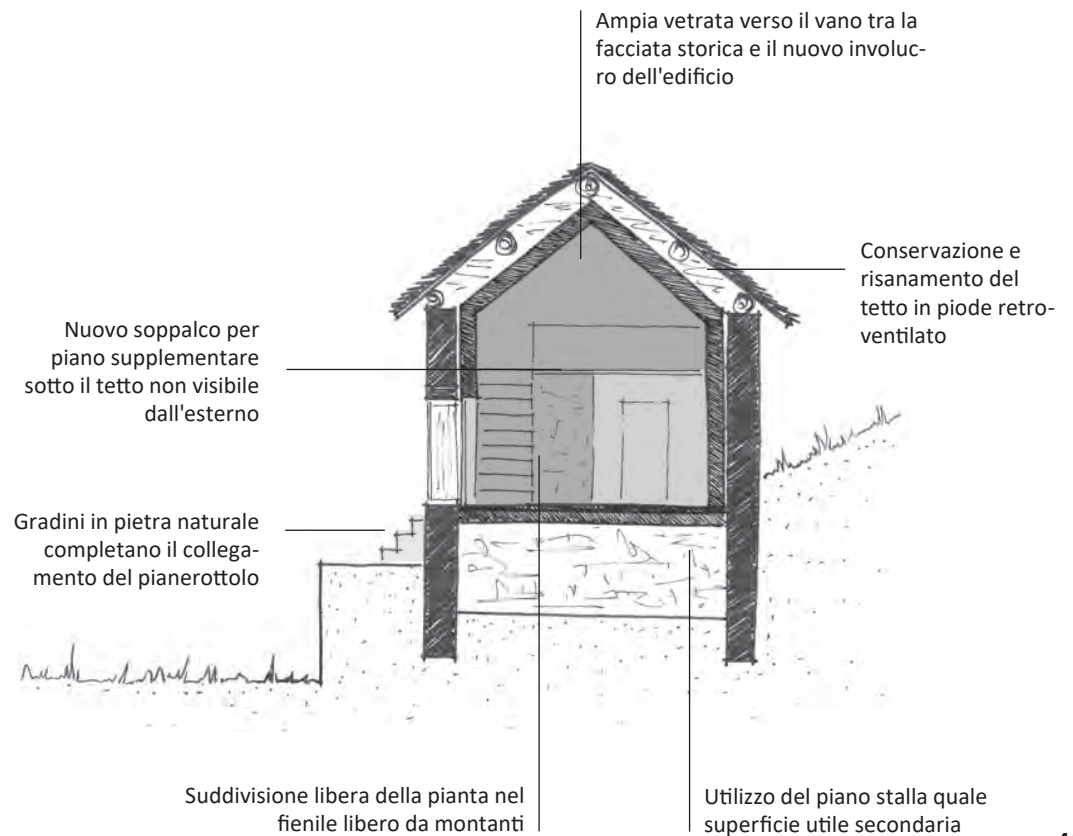 Ampia vetrata verso il vano tra la
facciata storica e il nuovo involuc-
ro dell'edificio
Conservazione e
risanamento del
tetto in piode retro-
ventilato
Nuovo soppalco per
piano supplementare
sotto il tetto non visibile
dall'esterno
Gradini in pietra naturale
completano il collega-
mento del pianerottolo
Suddivisione libera della pianta nel
fienile libero da montanti
Utilizzo del piano stalla quale
superficie utile secondaria